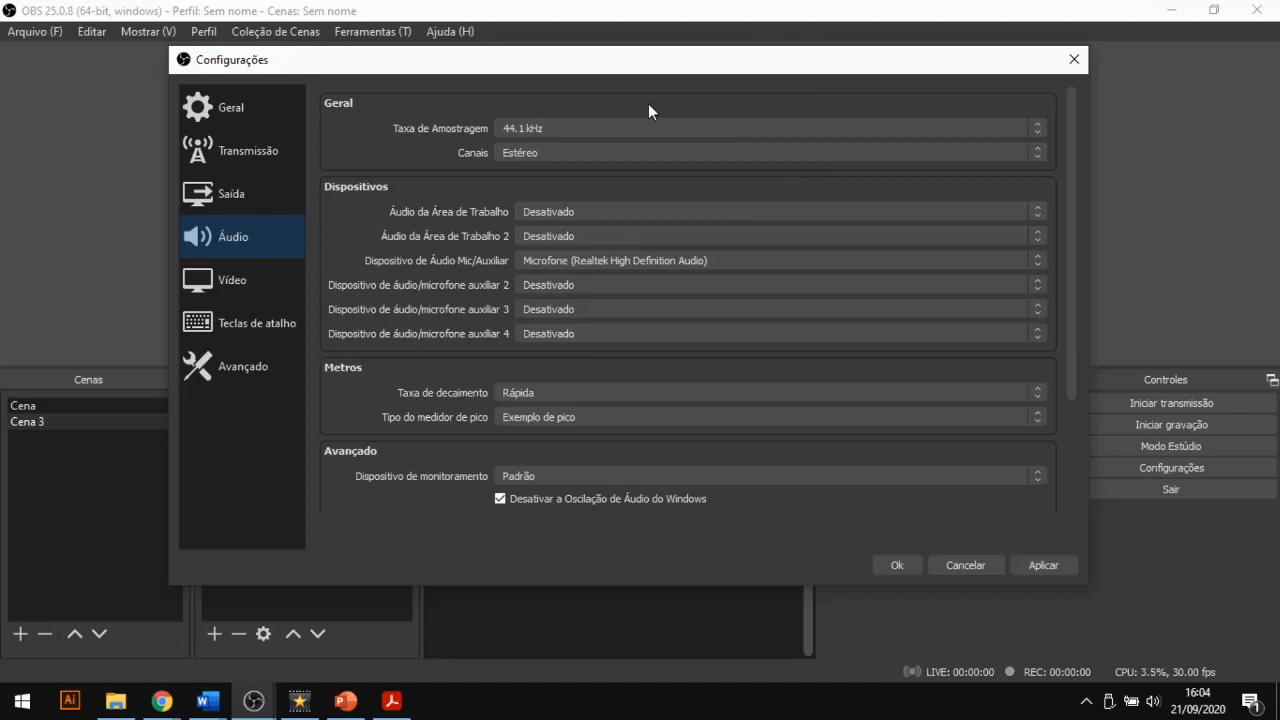 OBS 25.0.8 (64-bit, windows) - Perfil: Sem nome - Cenas: Sem nome
Arquivo (F) Editar Mostrar (V) Perfil Coleção de Cenas Ferramentas (T) Ajuda (H)
Configurações
Geral
Transmissão
Saída
Áudio
Vídeo
Teclas de atalho
Avançado
Geral
Taxa de Amostragem 44.1kHz
Canais Estéreo
Dispositivos
Áudio da Área de Trabalho Desativado
Áudio da Área de Trabalho 2 Desativado
Dispositivo de Áudio Mic/Auxiliar Microfone (Realtek High Definition Audio)
Dispositivo de áudio/microfone auxiliar 2 Desativado
Dispositivo de áudio/microfone auxiliar 3 Desativado
Dispositivo de áudio/microfone auxiliar 4 Desativado
Metros
Taxa de decaimento Rápida
Tipo do medidor de pico Exemplo de pico
Avançado
Dispositivo de monitoramento Padrão
Desativar a Oscilação de Áudio do Windows
Ok Cancelar Aplicar
Cenas
Cena
Cena 3
Controles
Iniciar transmissão
Iniciar gravação
Modo Estúdio
Configurações
Sair
LIVE: 00:00:00 REC: 00:00:00 CPU: 3.5%, 30.00 fps
Ai
W
P
16:04
21/09/2020
1